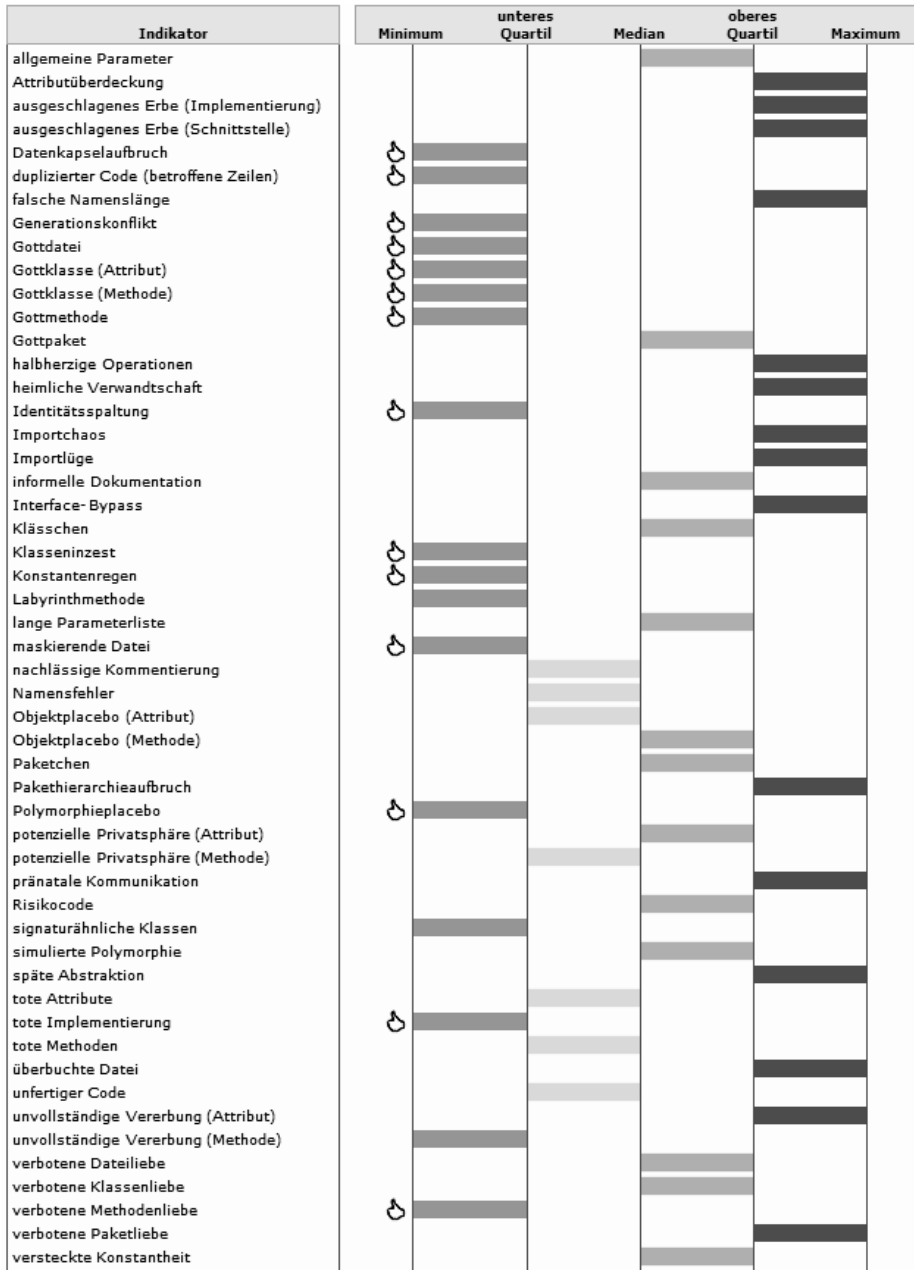 unteres oberes
Indikator Minimum Quartil Median Quartil Maximum
allgemeine Parameter
Attributüberdeckung
ausgeschlagenes Erbe (Implementierung)
ausgeschlagenes Erbe (Schnittstelle)
Datenkapselaufbruch
duplizierter Code (betroffene Zeilen)
falsche Namenslänge
Generationskonflikt
Gottdatei
Gottklasse (Attribut)
Gottklasse (Methode)
Gottmethode
Gottpaket
halbherzige Operationen
heimliche Verwandtschaft
Identitätsspaltung
Importchaos
Importlüge
informelle Dokumentation
Interface-Bypass
Klässchen
Klasseninzest
Konstantenregen
Labyrinthmethode
lange Parameterliste
maskierende Datei
nachlässige Kommentierung
Namensfehler
Objektplacebo (Attribut)
Objektplacebo (Methode)
Paketchen
Pakethierarchieaufbruch
Polymorphieplacebo
potenzielle Privatsphäre (Attribut)
potenzielle Privatsphäre (Methode)
pränatale Kommunikation
Risikocode
signaturähnliche Klassen
simulierte Polymorphie
späte Abstraktion
tote Attribute
tote Implementierung
tote Methoden
überbuchte Datei
unfertiger Code
unvollständige Vererbung (Attribut)
unvollständige Vererbung (Methode)
verbotene Dateiliebe
verbotene Klassenliebe
verbotene Methodenliebe
verbotene Paketliebe
versteckte Konstantheit